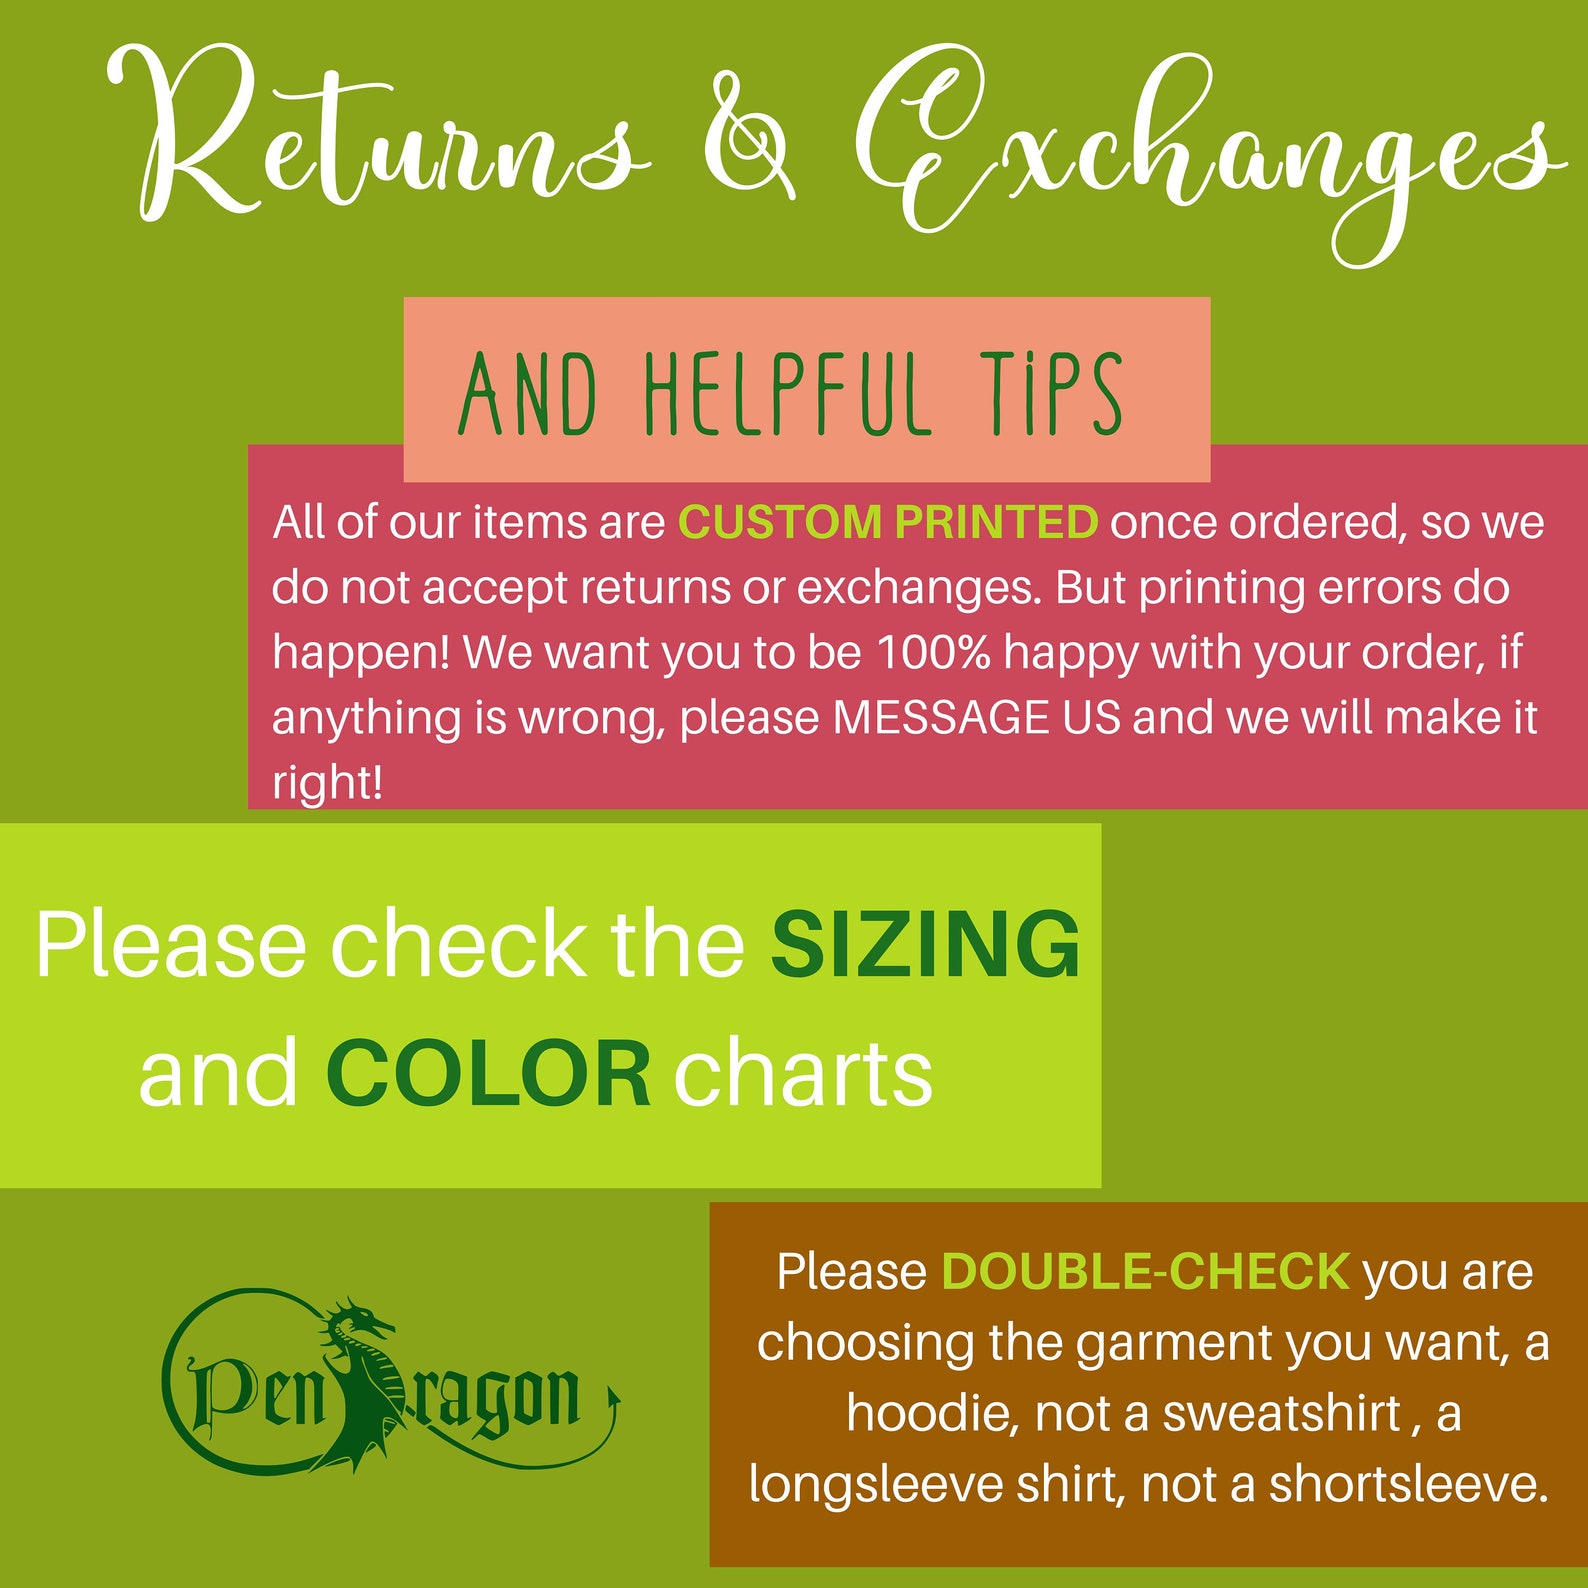 Returns & Exchanges
AND HELPFUL TiPS
All of our items are CUSTOM PRINTED once ordered, so we
do not accept returns or exchanges. But printing errors do
happen! We want you to be 100% happy with your order, if
anything is wrong, please MESSAGE US and we will make it
right!
Please check the SIZING
and COLOR charts
Please DOUBLE-CHECK you are
choosing the garment you want, a
hoodie, not a sweatshirt , a
longsleeve shirt, not a shortsleeve.
PenDragon